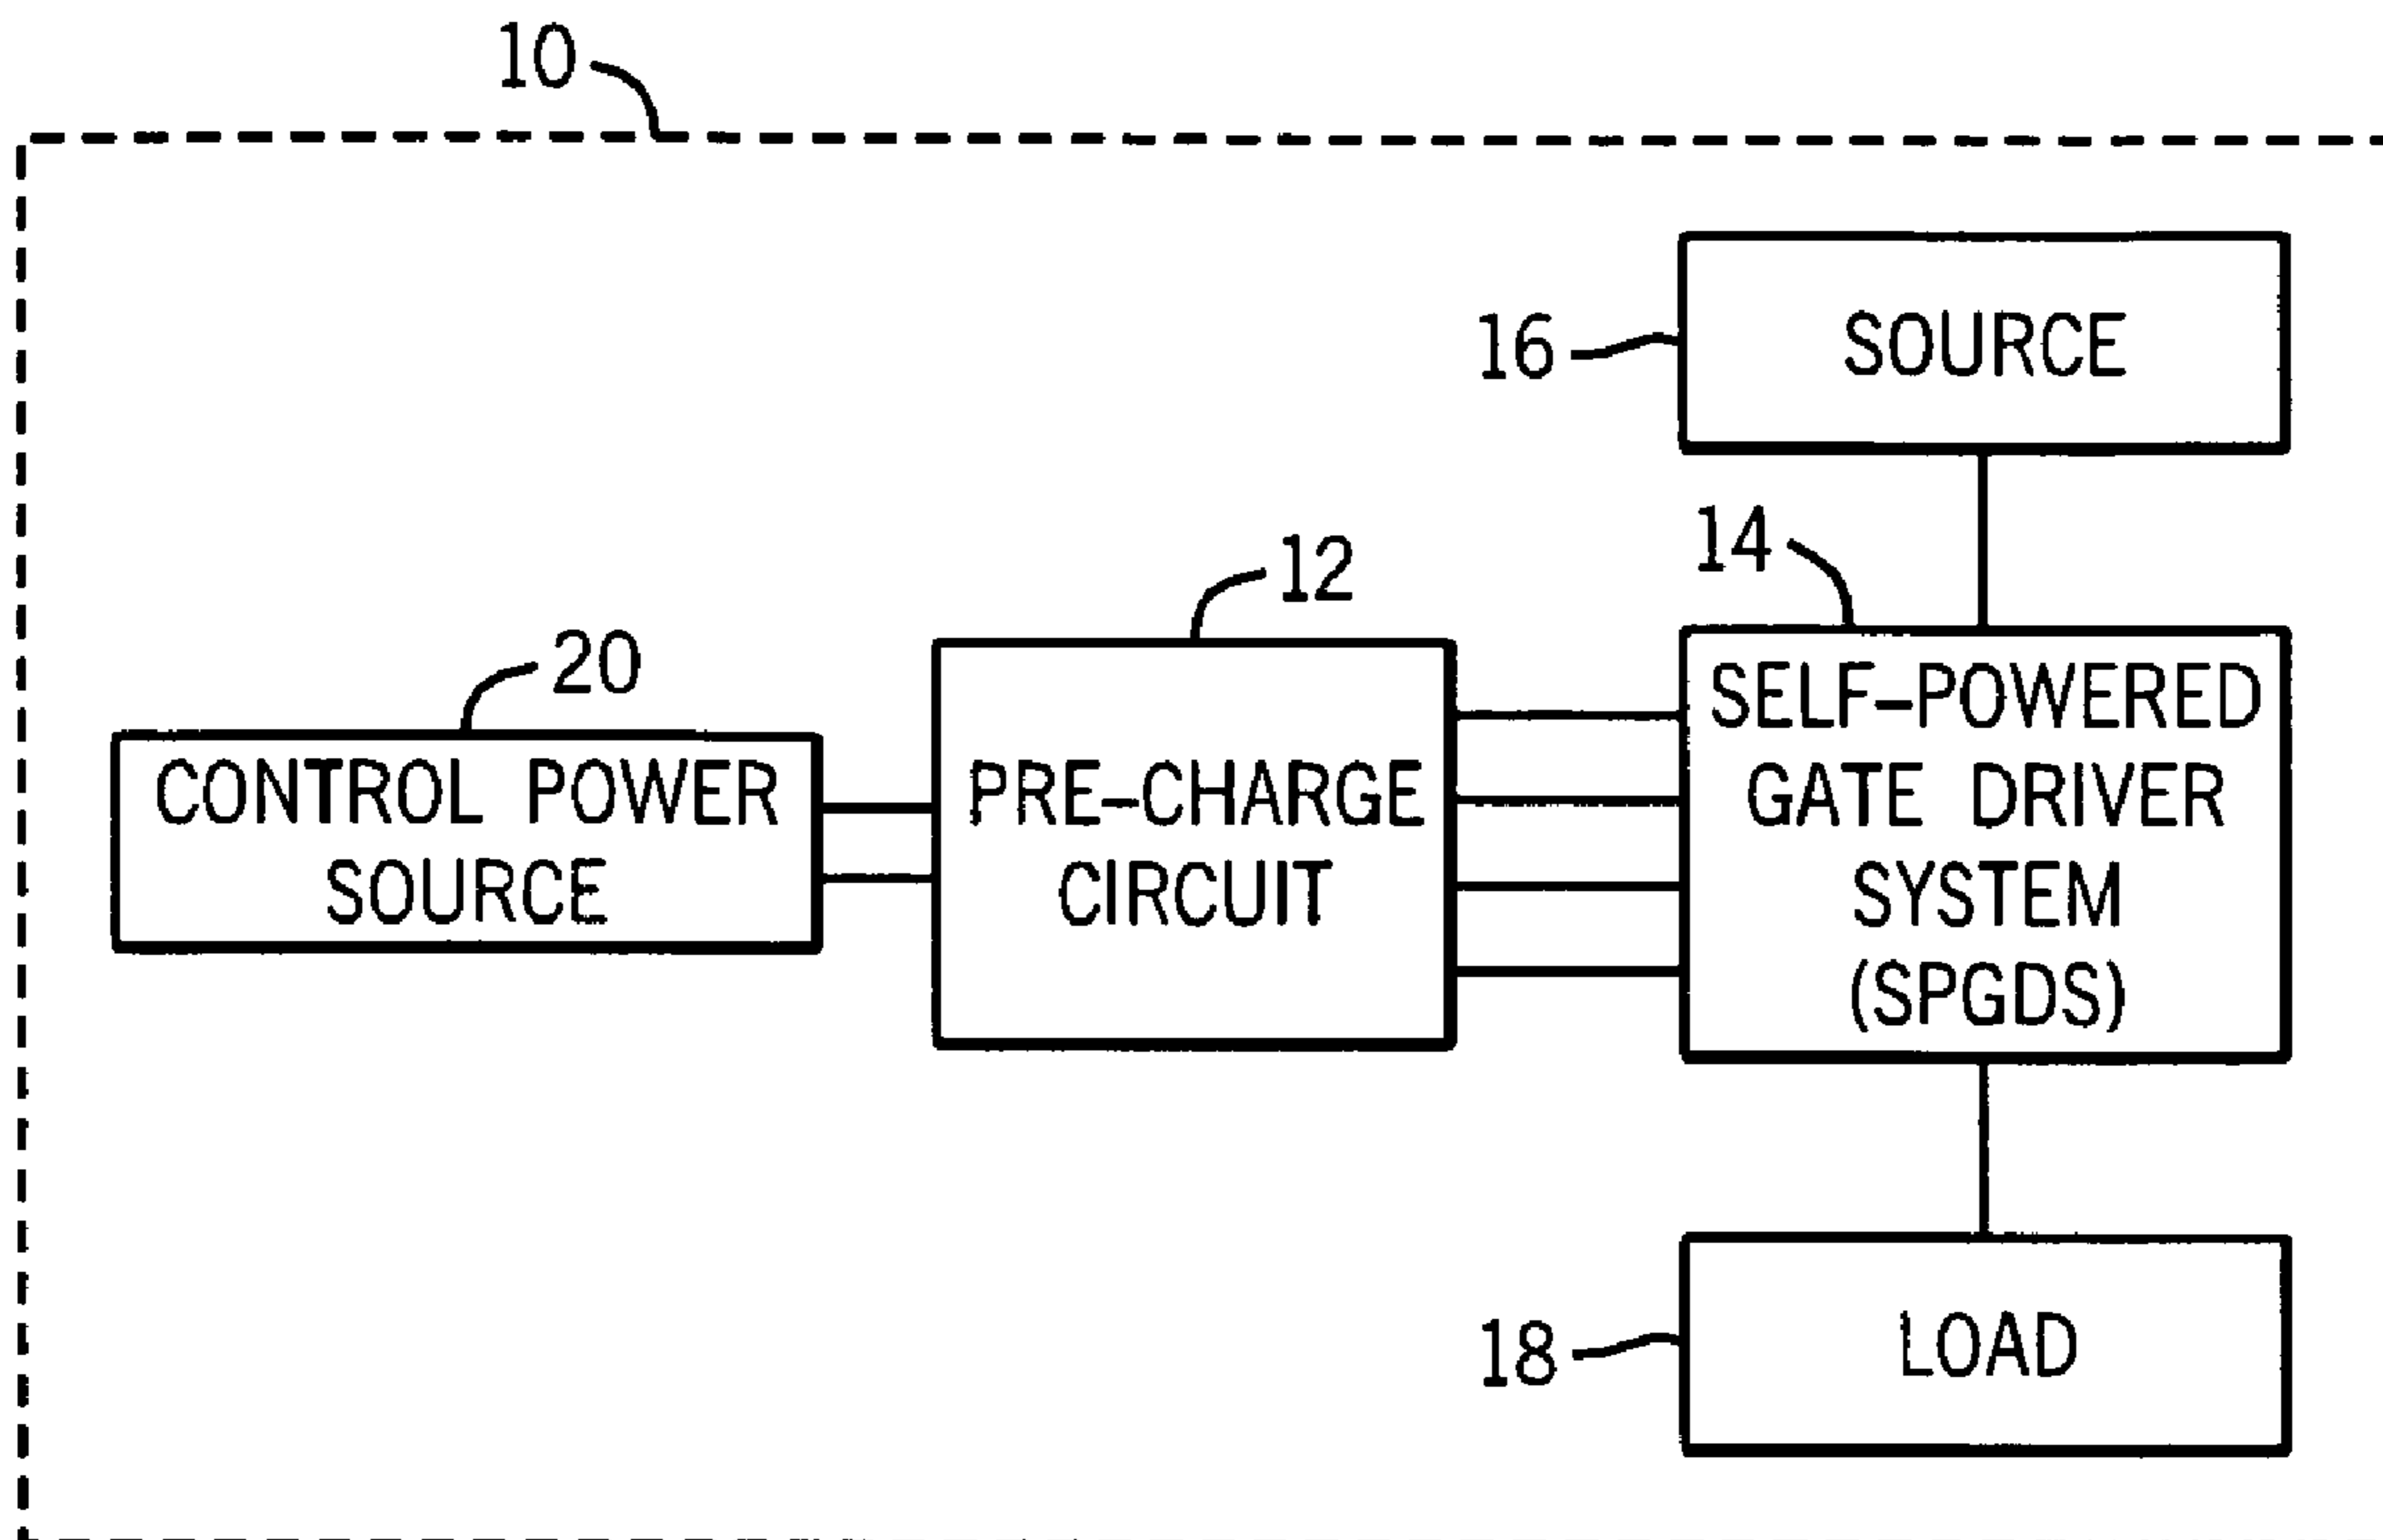 10
SOURCE
16
14
12
20
SELF-POWERED
GATE DRIVER
SYSTEM
(SPGDS)
PRE-CHARGE
CIRCUIT
CONTROL POWER
SOURCE
LOAD
18